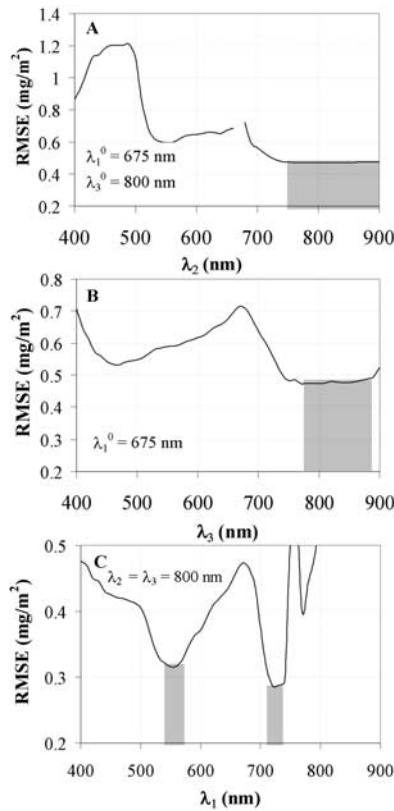 A
RMSE (mg/m²)
1.4
1.2
1
0.8
0.6
0.4
0.2
λ₁⁰ = 675 nm
λ₃⁰ = 800 nm
400 500 600 700 800 900
λ₂ (nm)
B
RMSE (mg/m²)
0.8
0.7
0.6
0.5
0.4
0.3
0.2
λ₁⁰ = 675 nm
400 500 600 700 800 900
λ₃ (nm)
C
λ₂ = λ₃ = 800 nm
RMSE (mg/m²)
0.5
0.4
0.3
0.2
400 500 600 700 800 900
λ₁ (nm)